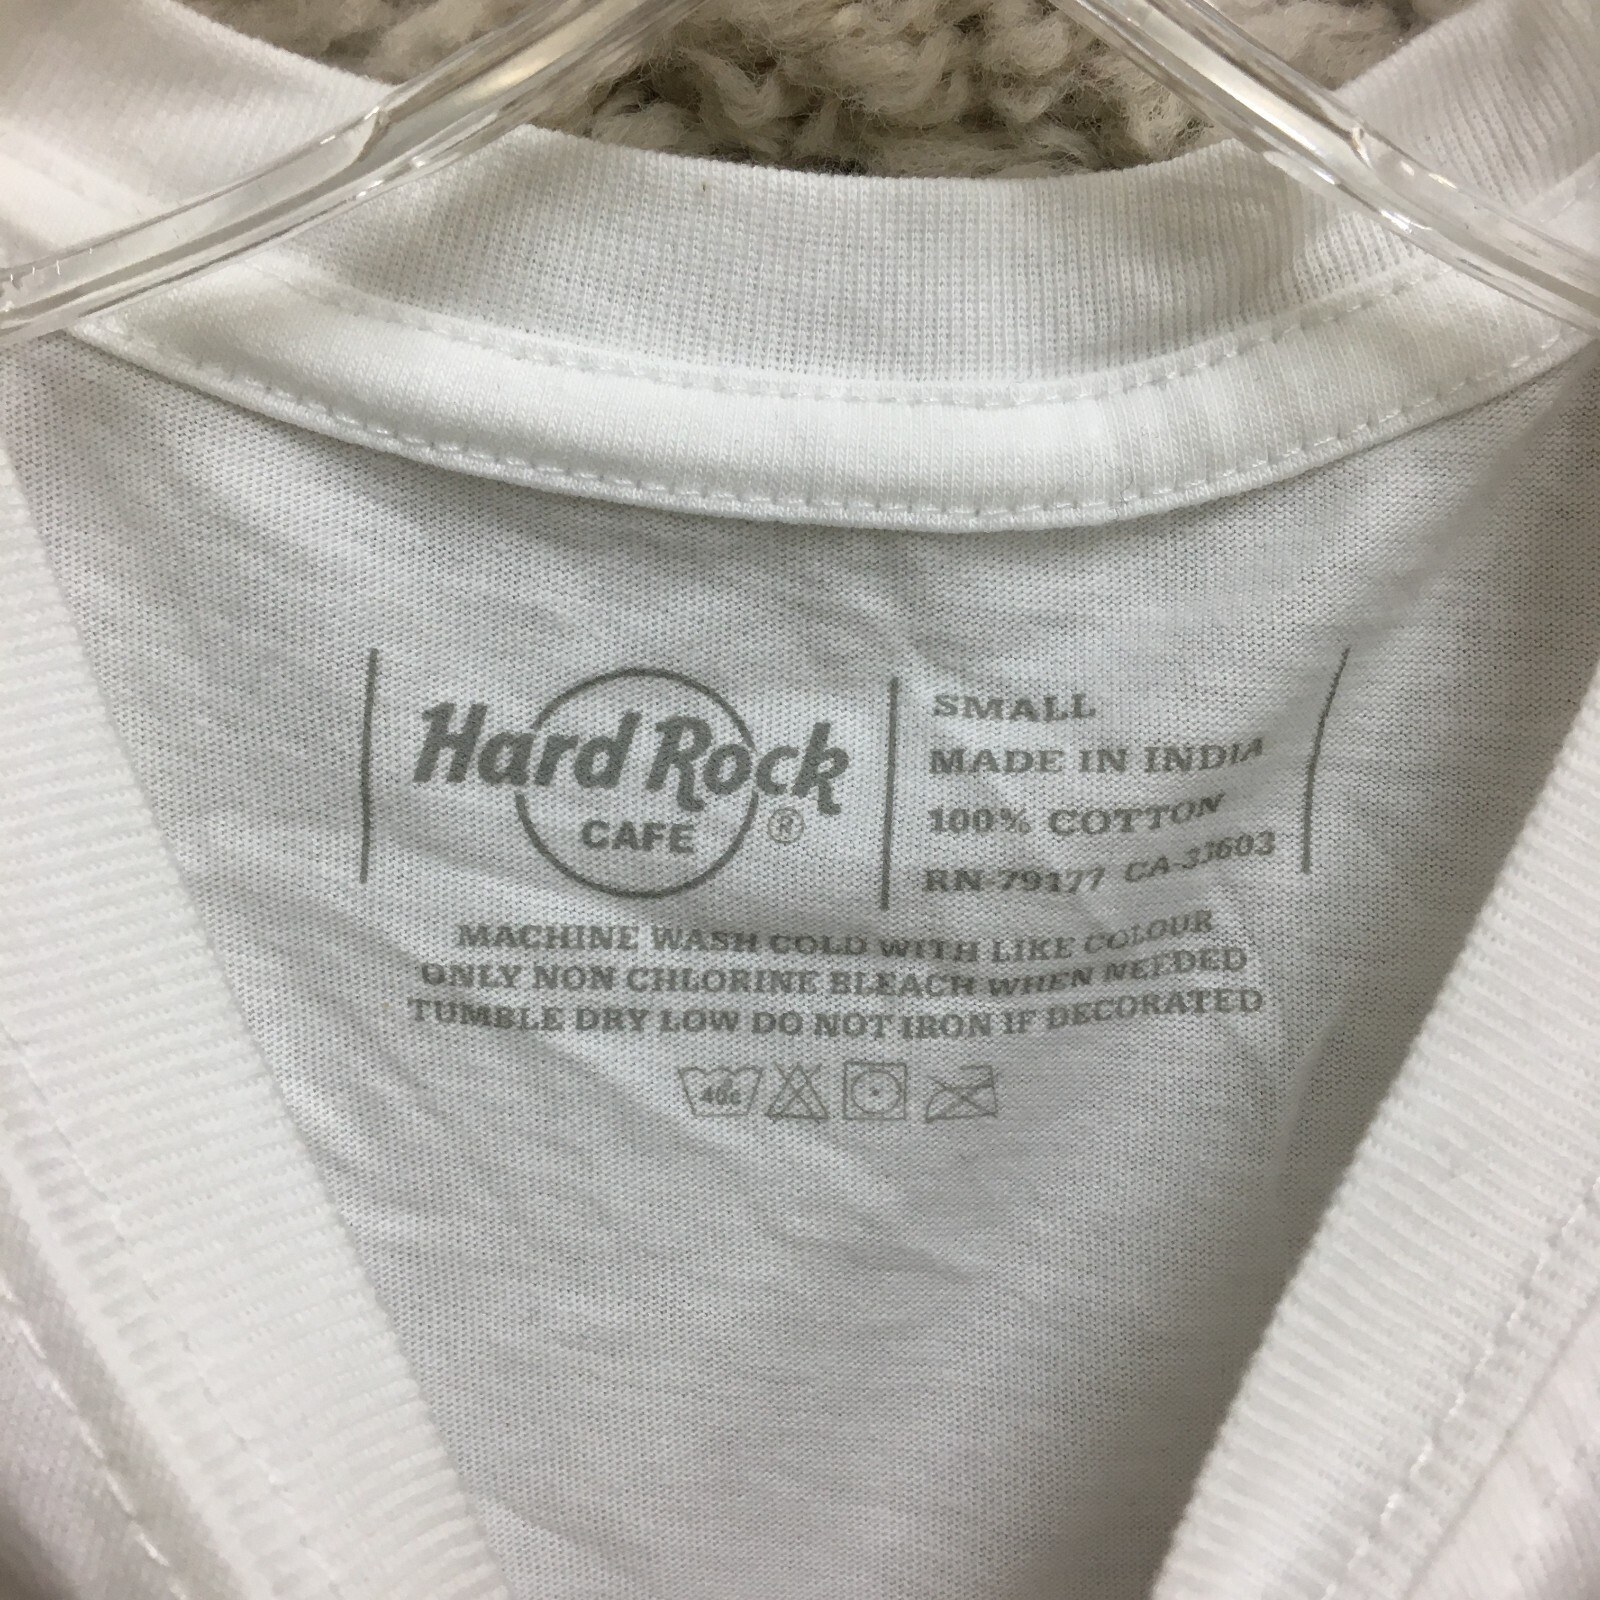 Hard Rock
CAFE
®
SMALL
MADE IN INDIA
100% COTTON
RN-79177 CA-33603
MACHINE WASH COLD WITH LIKE COLOUR
ONLY NON CHLORINE BLEACH WHEN NEEDED
TUMBLE DRY LOW DO NOT IRON IF DECORATED
40c